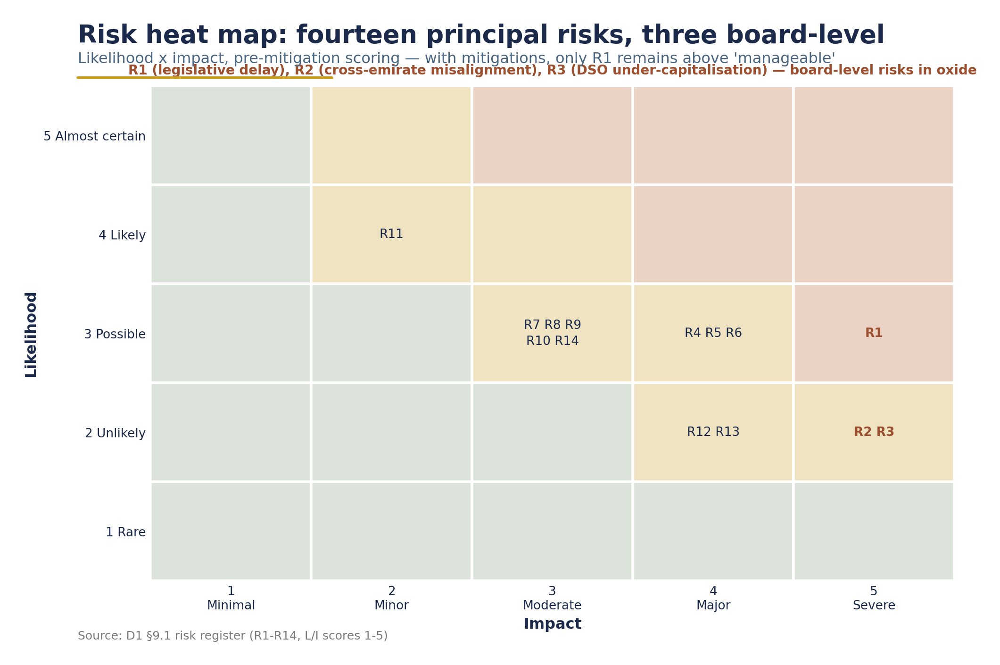 Risk heat map: fourteen principal risks, three board-level
Likelihood x impact, pre-mitigation scoring — with mitigations, only R1 remains above 'manageable'
R1 (legislative delay), R2 (cross-emirate misalignment), R3 (DSO under-capitalisation) — board-level risks in oxide
5 Almost certain
4 Likely
R11
Likelihood
3 Possible
R7 R8 R9
R10 R14
R4 R5 R6
R1
2 Unlikely
R12 R13
R2 R3
1 Rare
1
Minimal
2
Minor
3
Moderate
4
Major
5
Severe
Impact
Source: D1 §9.1 risk register (R1-R14, L/I scores 1-5)